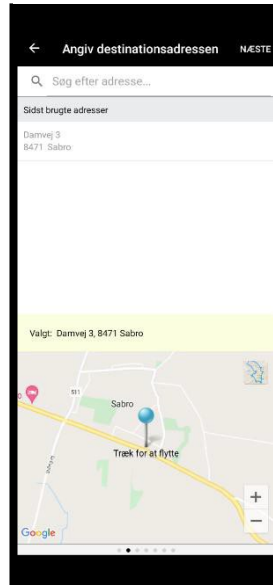 ← Angiv destinationsadressen NÆSTE
Søg efter adresse...
Sidst brugte adresser
Damvej 3
8471 Sabro
Valgt: Damvej 3, 8471 Sabro
511
Sabro
Træk for at flytte
+
−
Google